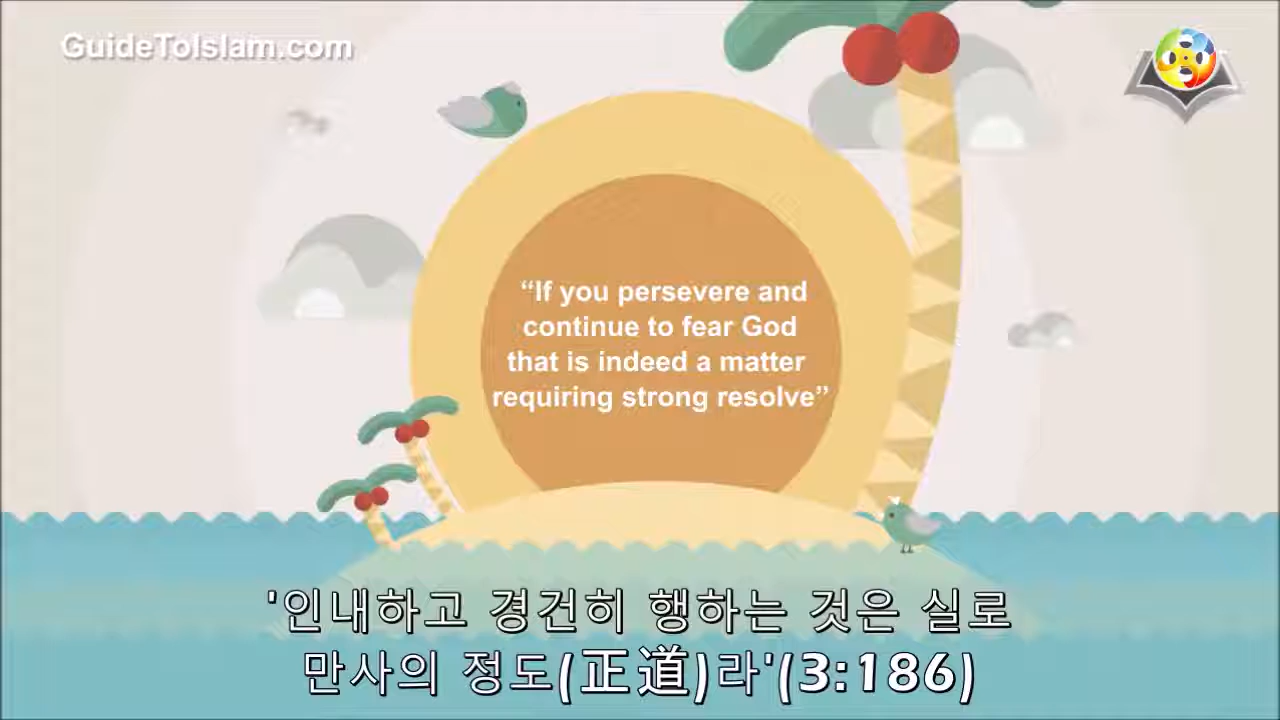 GuideToIslam.com
“If you persevere and
continue to fear God
that is indeed a matter
requiring strong resolve”
'인내하고 경건히 행하는 것은 실로
만사의 정도(正道)라'(3:186)